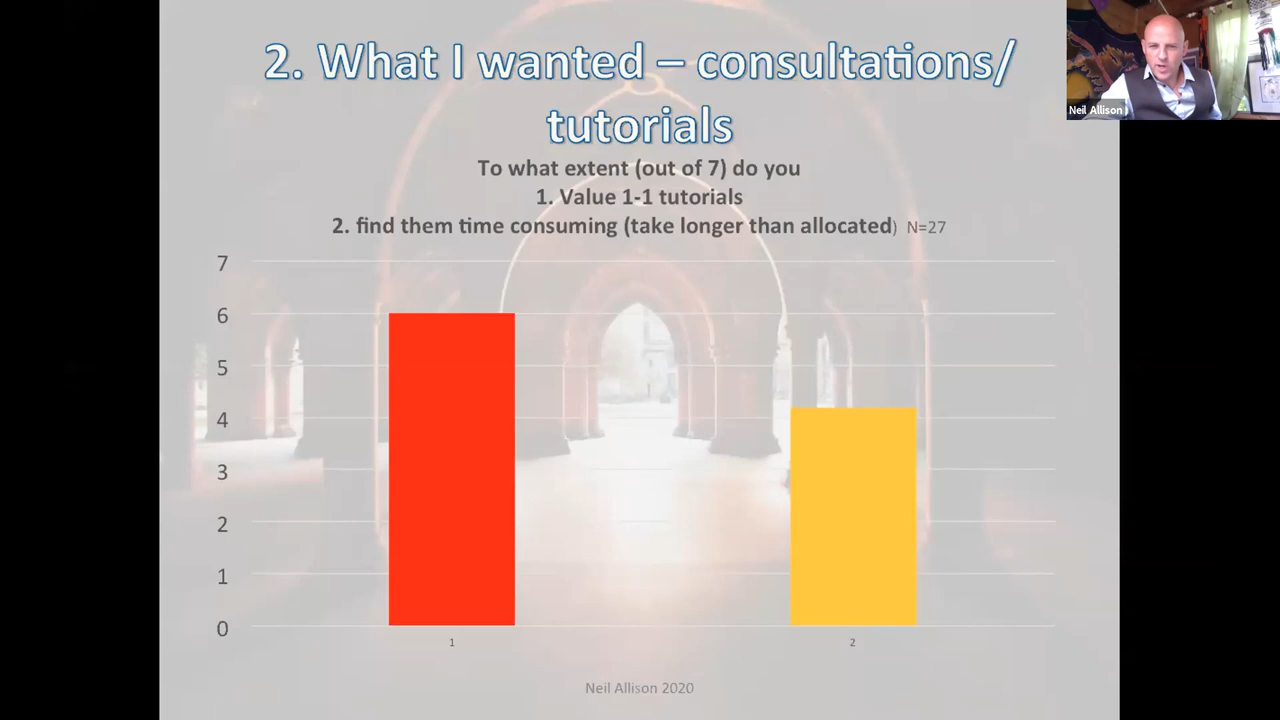 2. What I wanted – consultations/
tutorials
To what extent (out of 7) do you
1. Value 1-1 tutorials
2. find them time consuming (take longer than allocated) N=27
7
6
5
4
3
2
1
0
1
2
Neil Allison 2020
Neil Allison